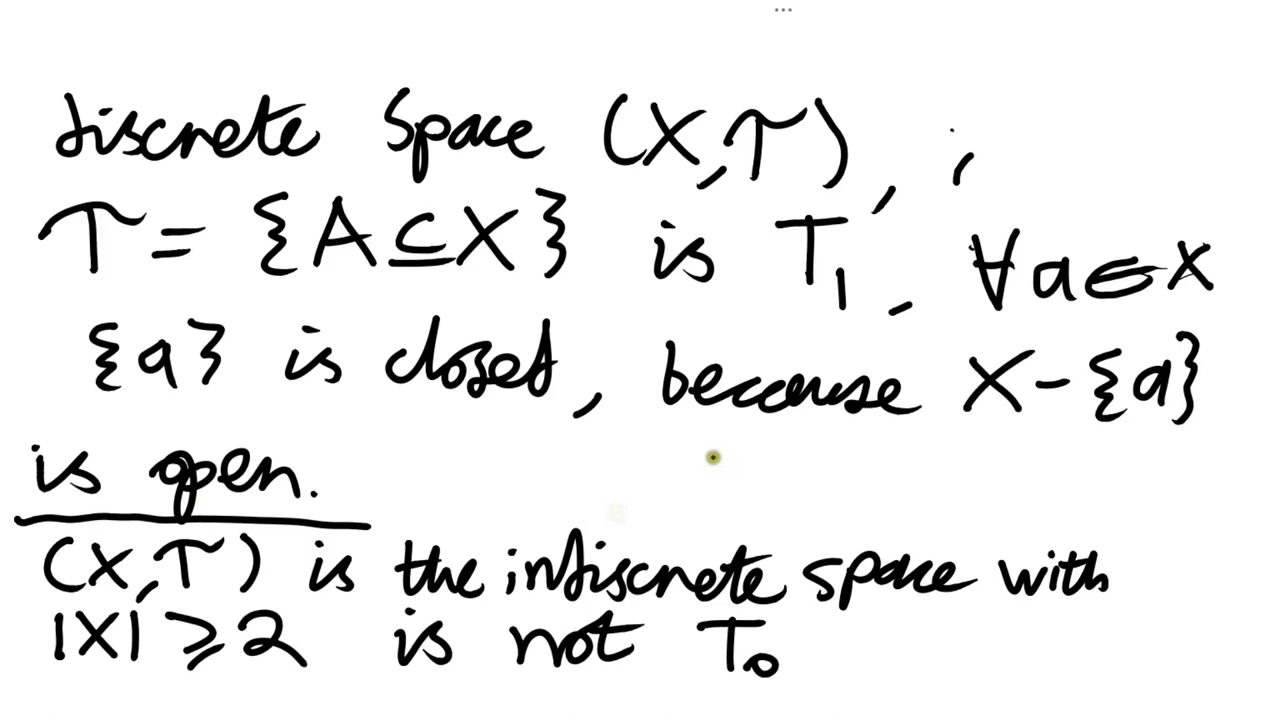 discrete space (X,τ), ;
τ = {A⊆X} is T₁, ∀a∈X
{a} is closed, because X-{a}
is open.
(X,τ) is the indiscrete space with
|X| ≥ 2 is not T₀